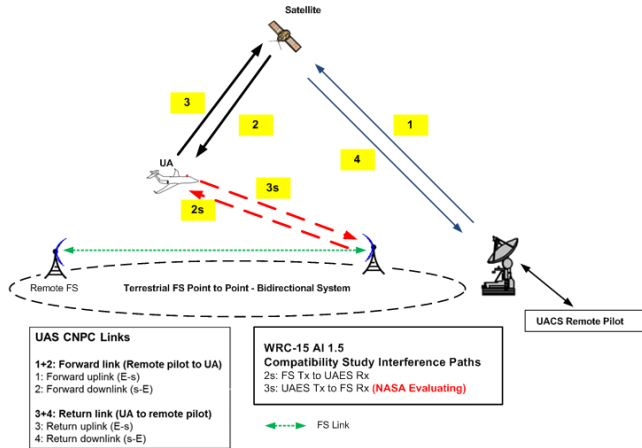 Satellite
3
2
1
4
UA
3s
2s
Remote FS
Terrestrial FS Point to Point - Bidirectional System
UACS Remote Pilot
UAS CNPC Links
1+2: Forward link (Remote pilot to UA)
1: Forward uplink (E-s)
2: Forward downlink (s-E)
3+4: Return link (UA to remote pilot)
3: Return uplink (E-s)
4: Return downlink (s-E)
WRC-15 AI 1.5
Compatibility Study Interference Paths
2s: FS Tx to UAES Rx
3s: UAES Tx to FS Rx (NASA Evaluating)
FS Link